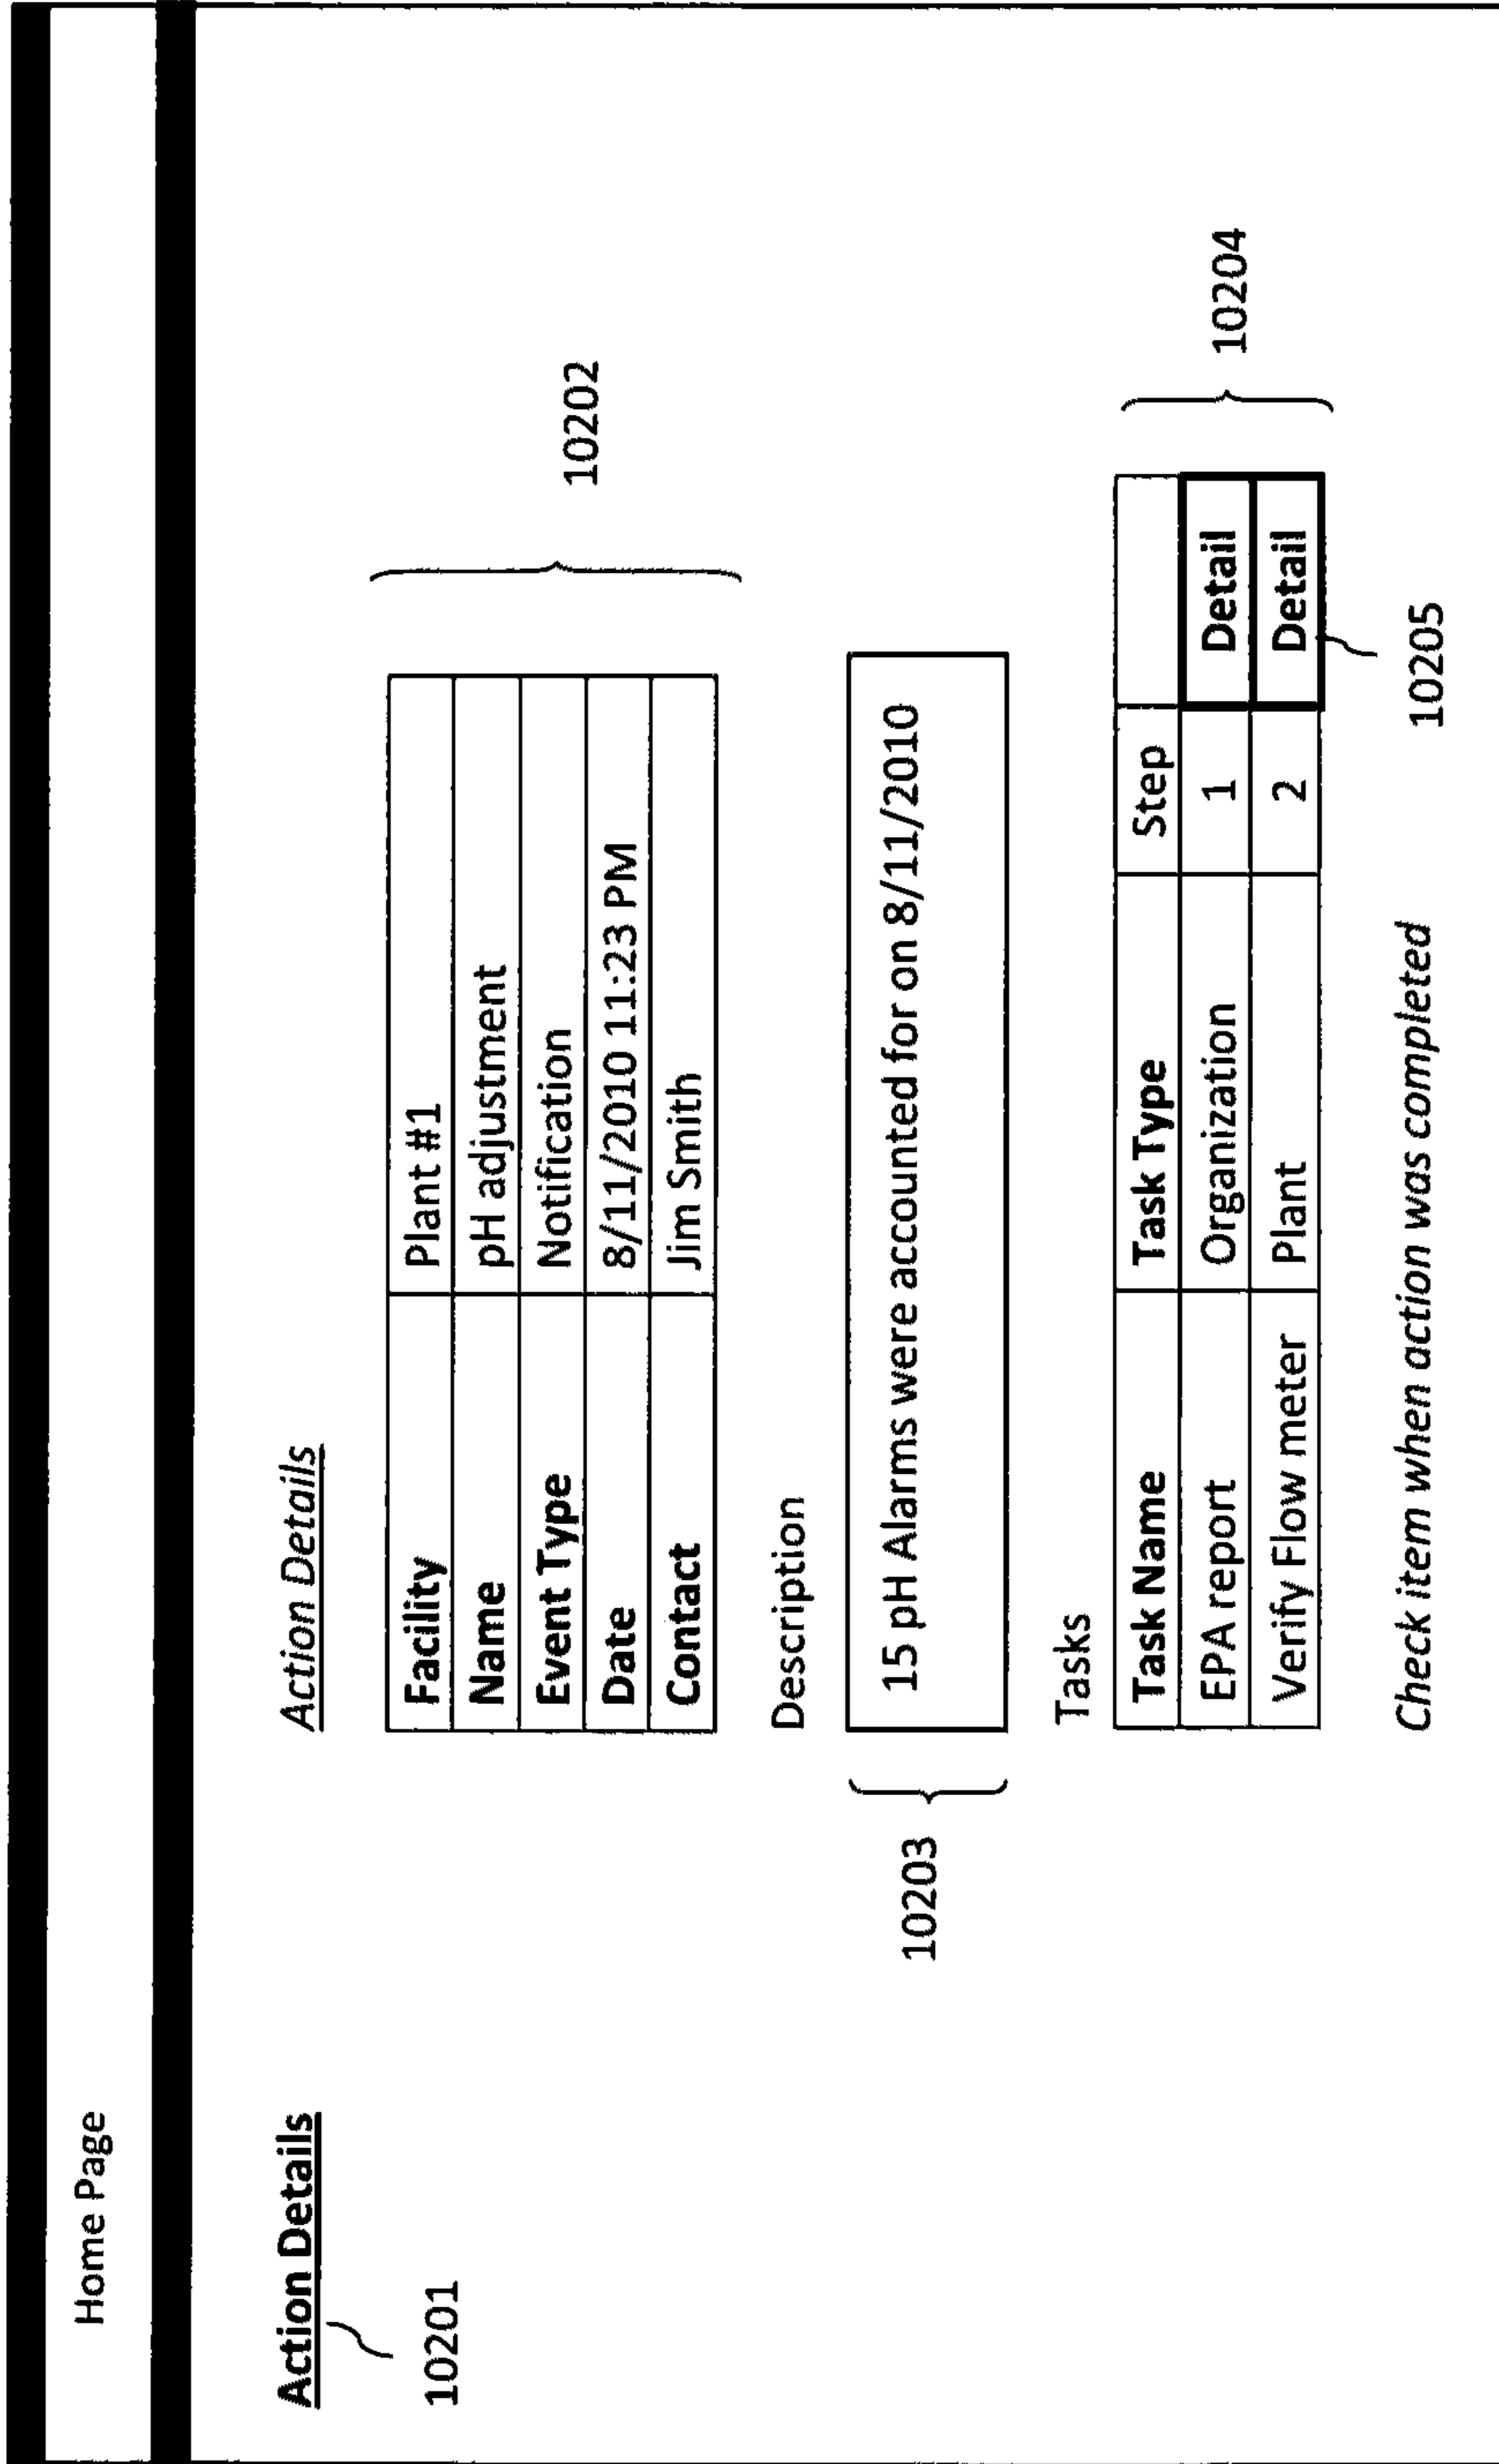 Home Page
Action Details
10201
Action Details
Facility Plant #1
Name pH adjustment
Event Type Notification
Date 8/11/2010 11:23 PM
Contact Jim Smith
10202
Description
15 pH Alarms were accounted for on 8/11/2010
10203
Tasks
Task Name Task Type Step
EPA report Organization 1 Detail
Verify Flow meter Plant 2 Detail
10204
10205
Check item when action was completed